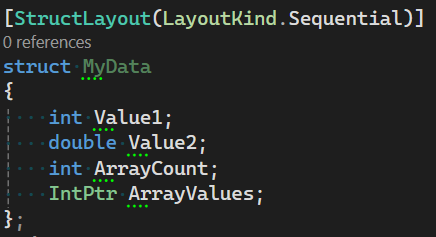 [StructLayout(LayoutKind.Sequential)]
0 references
struct MyData
{
    int Value1;
    double Value2;
    int ArrayCount;
    IntPtr ArrayValues;
};